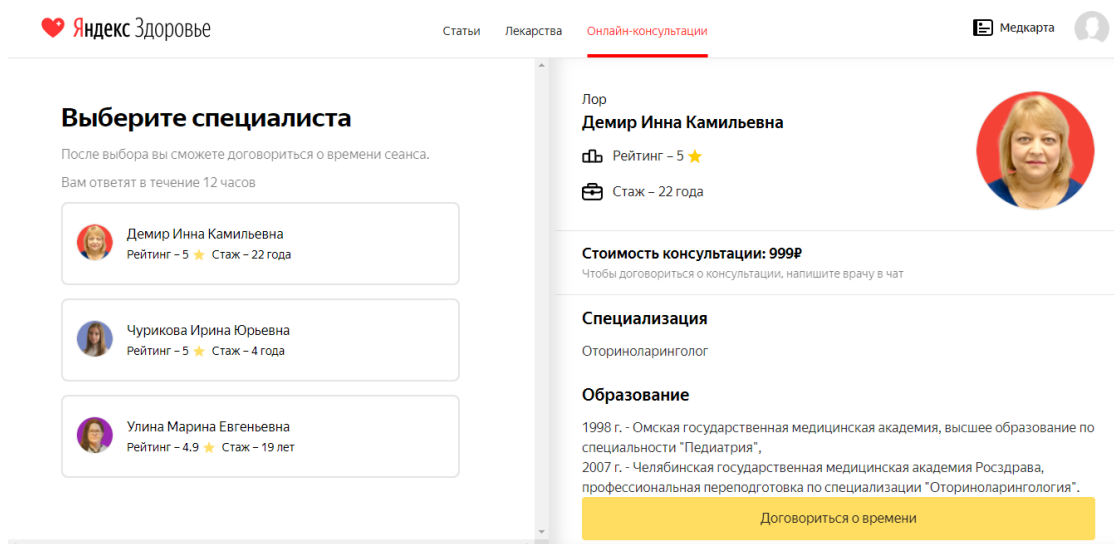 Яндекс Здоровье
Статьи
Лекарства
Онлайн-консультации
Медкарта
Выберите специалиста
После выбора вы сможете договориться о времени сеанса.
Вам ответят в течение 12 часов
Демир Инна Камильевна
Рейтинг – 5 ⭐ Стаж – 22 года
Чурикова Ирина Юрьевна
Рейтинг – 5 ⭐ Стаж – 4 года
Улина Марина Евгеньевна
Рейтинг – 4.9 ⭐ Стаж – 19 лет
Лор
Демир Инна Камильевна
Рейтинг – 5 ⭐
Стаж – 22 года
Стоимость консультации: 999₽
Чтобы договориться о консультации, напишите врачу в чат
Специализация
Оториноларинголог
Образование
1998 г. - Омская государственная медицинская академия, высшее образование по
специальности "Педиатрия",
2007 г. - Челябинская государственная медицинская академия Росздрава,
профессиональная переподготовка по специализации "Оториноларингология".
Договориться о времени